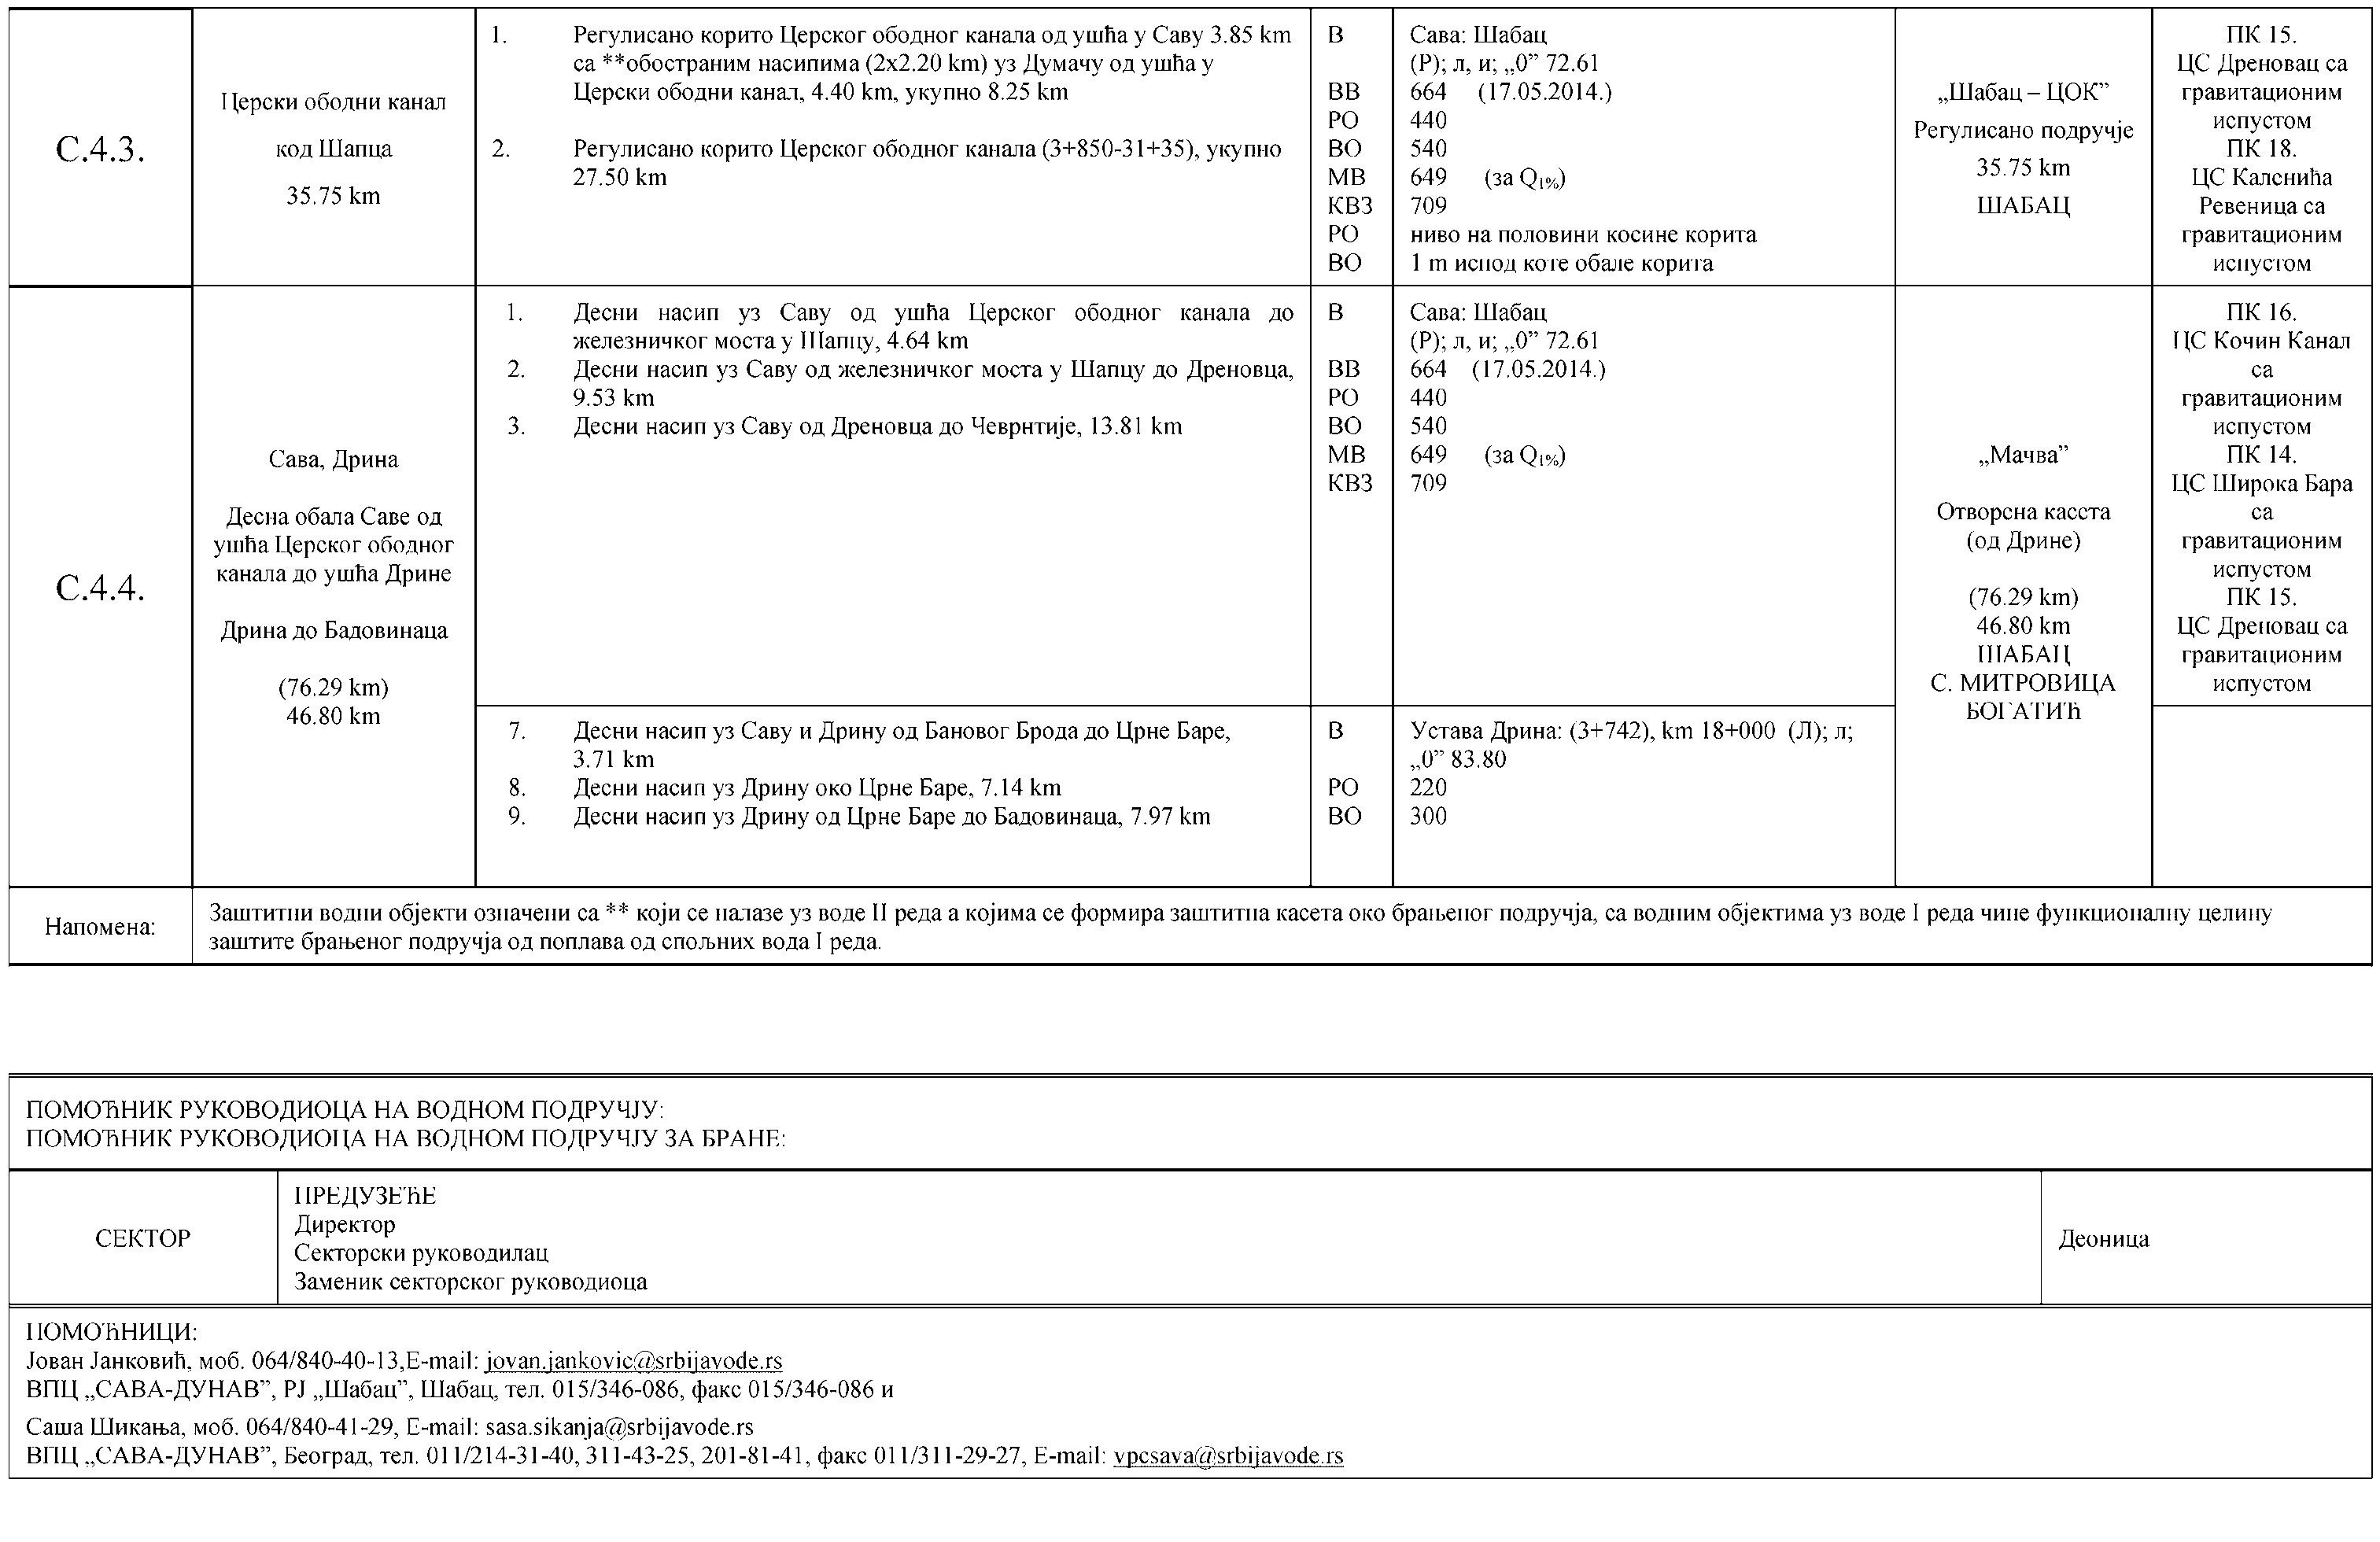 С.4.3.
Церски ободни канал
код Шапца
35.75 km
1. Регулисано корито Церског ободног канала од ушћа у Саву 3.85 km
са **обостраним насипима (2x2.20 km) уз Думачу од ушћа у
Церски ободни канал, 4.40 km, укупно 8.25 km
2. Регулисано корито Церског ободног канала (3+850-31+35), укупно
27.50 km
В Сава: Шабац
(Р); л, и; „0” 72.61
ВВ 664 (17.05.2014.)
РО 440
ВО 540
МВ 649 (за Q1%)
КВЗ 709
РО ниво на половини косине корита
ВО 1 m испод коте обале корита
„Шабац – ЦОК”
Регулисано подручје
35.75 km
ШАБАЦ
ПК 15.
ЦС Дреновац са
гравитационим
испустом
ПК 18.
ЦС Каленића
Ревеница са
гравитационим
испустом
С.4.4.
Сава, Дрина
Десна обала Саве од
ушћа Церског ободног
канала до ушћа Дрине
Дрина до Бадовинаца
(76.29 km)
46.80 km
1. Десни насип уз Саву од ушћа Церског ободног канала до
железничког моста у Шапцу, 4.64 km
2. Десни насип уз Саву од железничког моста у Шапцу до Дреновца,
9.53 km
3. Десни насип уз Саву од Дреновца до Чеврнтије, 13.81 km
В Сава: Шабац
(Р); л, и; „0” 72.61
ВВ 664 (17.05.2014.)
РО 440
ВО 540
МВ 649 (за Q1%)
КВЗ 709
„Мачва”
Отворена касета
(од Дрине)
(76.29 km)
46.80 km
ШАБАЦ
С. МИТРОВИЦА
БОГАТИЋ
ПК 16.
ЦС Кочин Канал
са
гравитационим
испустом
ПК 14.
ЦС Широка Бара
са
гравитационим
испустом
ПК 15.
ЦС Дреновац са
гравитационим
испустом
7. Десни насип уз Саву и Дрину од Бановог Брода до Црне Баре,
3.71 km
8. Десни насип уз Дрину око Црне Баре, 7.14 km
9. Десни насип уз Дрину од Црне Баре до Бадовинаца, 7.97 km
В Устава Дрина: (3+742), km 18+000 (Л); л;
„0” 83.80
РО 220
ВО 300
Напомена:
Заштитни водни објекти означени са ** који се налазе уз воде II реда а којима се формира заштитна касета око брањеног подручја, са водним објектима уз воде I реда чине функционалну целину
заштите брањеног подручја од поплава од спољних вода I реда.
ПОМОЋНИК РУКОВОДИОЦА НА ВОДНОМ ПОДРУЧЈУ:
ПОМОЋНИК РУКОВОДИОЦА НА ВОДНОМ ПОДРУЧЈУ ЗА БРАНЕ:
СЕКТОР
ПРЕДУЗЕЋЕ
Директор
Секторски руководилац
Заменик секторског руководиоца
Деоница
ПОМОЋНИЦИ:
Јован Јанковић, моб. 064/840-40-13,E-mail: jovan.jankovic@srbijavode.rs
ВПЦ „САВА-ДУНАВ”, РЈ „Шабац”, Шабац, тел. 015/346-086, факс 015/346-086 и
Саша Шикања, моб. 064/840-41-29, E-mail: sasa.sikanja@srbijavode.rs
ВПЦ „САВА-ДУНАВ”, Београд, тел. 011/214-31-40, 311-43-25, 201-81-41, факс 011/311-29-27, E-mail: vpcsava@srbijavode.rs